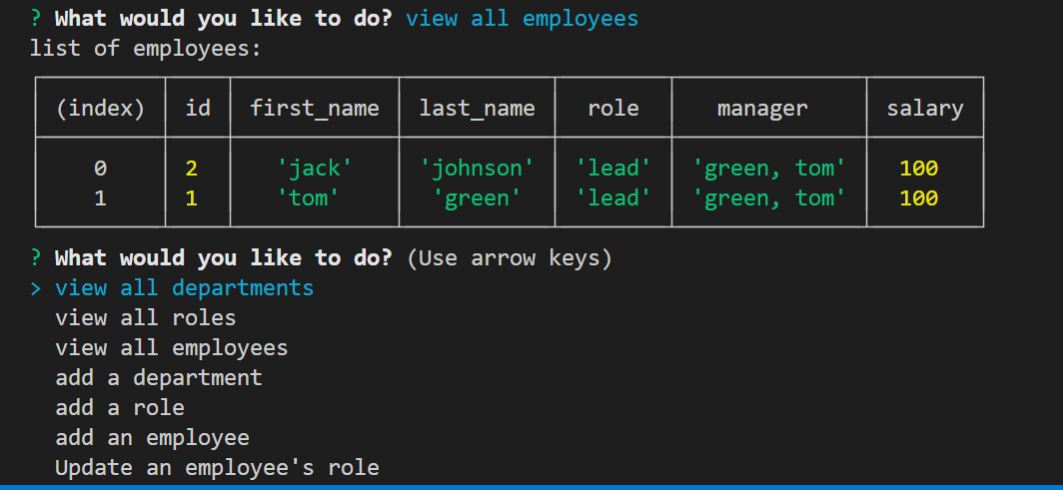 ? What would you like to do? view all employees
list of employees:
(index) id first_name last_name role manager salary
0 2 'jack' 'johnson' 'lead' 'green, tom' 100
1 1 'tom' 'green' 'lead' 'green, tom' 100
? What would you like to do? (Use arrow keys)
> view all departments
view all roles
view all employees
add a department
add a role
add an employee
Update an employee's role